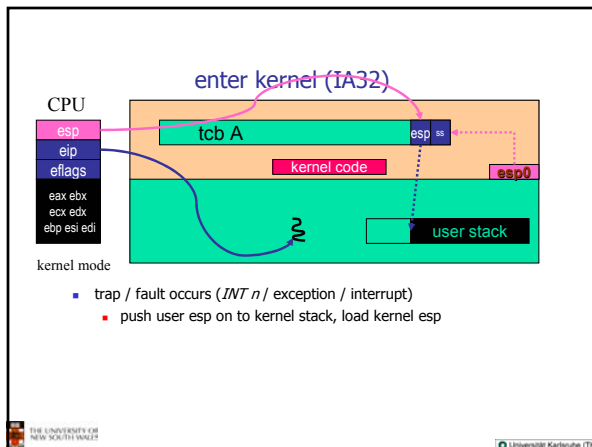 enter kernel (IA32)
CPU
esp
eip
eflags
eax ebx
ecx edx
ebp esi edi
kernel mode
tcb A
esp
ss
kernel code
esp0
user stack
trap / fault occurs (INT n / exception / interrupt)
push user esp on to kernel stack, load kernel esp
THE UNIVERSITY OF
NEW SOUTH WALES
Universität Karlsruhe (TH)